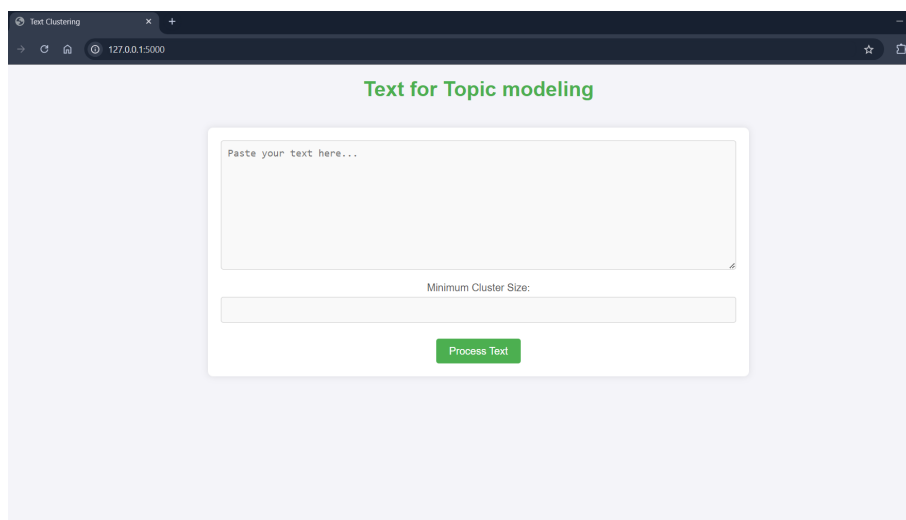 Text Clustering
127.0.0.1:5000
Text for Topic modeling
Paste your text here...
Minimum Cluster Size:
Process Text